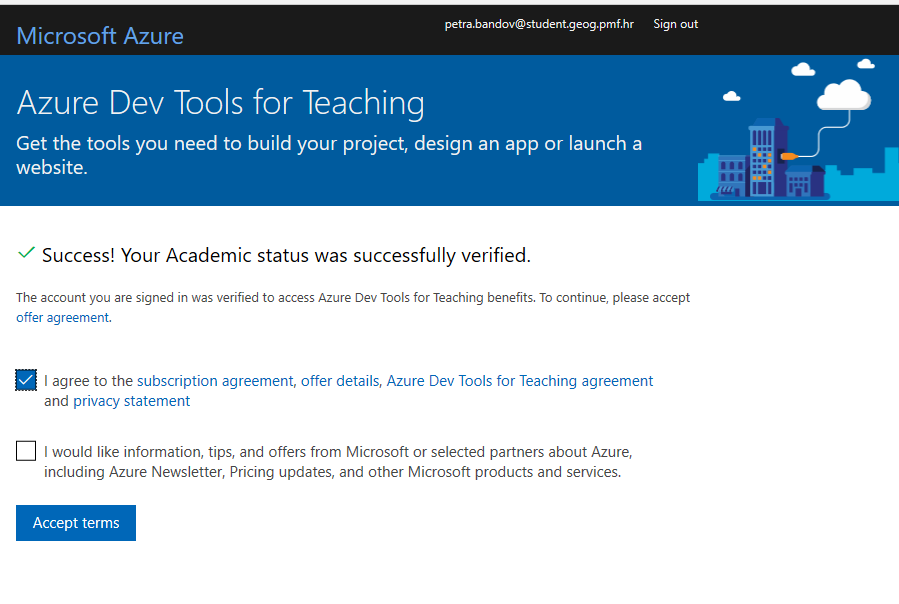 Microsoft Azure
petra.bandov@student.geog.pmf.hr Sign out
Azure Dev Tools for Teaching
Get the tools you need to build your project, design an app or launch a
website.
Success! Your Academic status was successfully verified.
The account you are signed in was verified to access Azure Dev Tools for Teaching benefits. To continue, please accept
offer agreement.
I agree to the subscription agreement, offer details, Azure Dev Tools for Teaching agreement
and privacy statement
I would like information, tips, and offers from Microsoft or selected partners about Azure,
including Azure Newsletter, Pricing updates, and other Microsoft products and services.
Accept terms